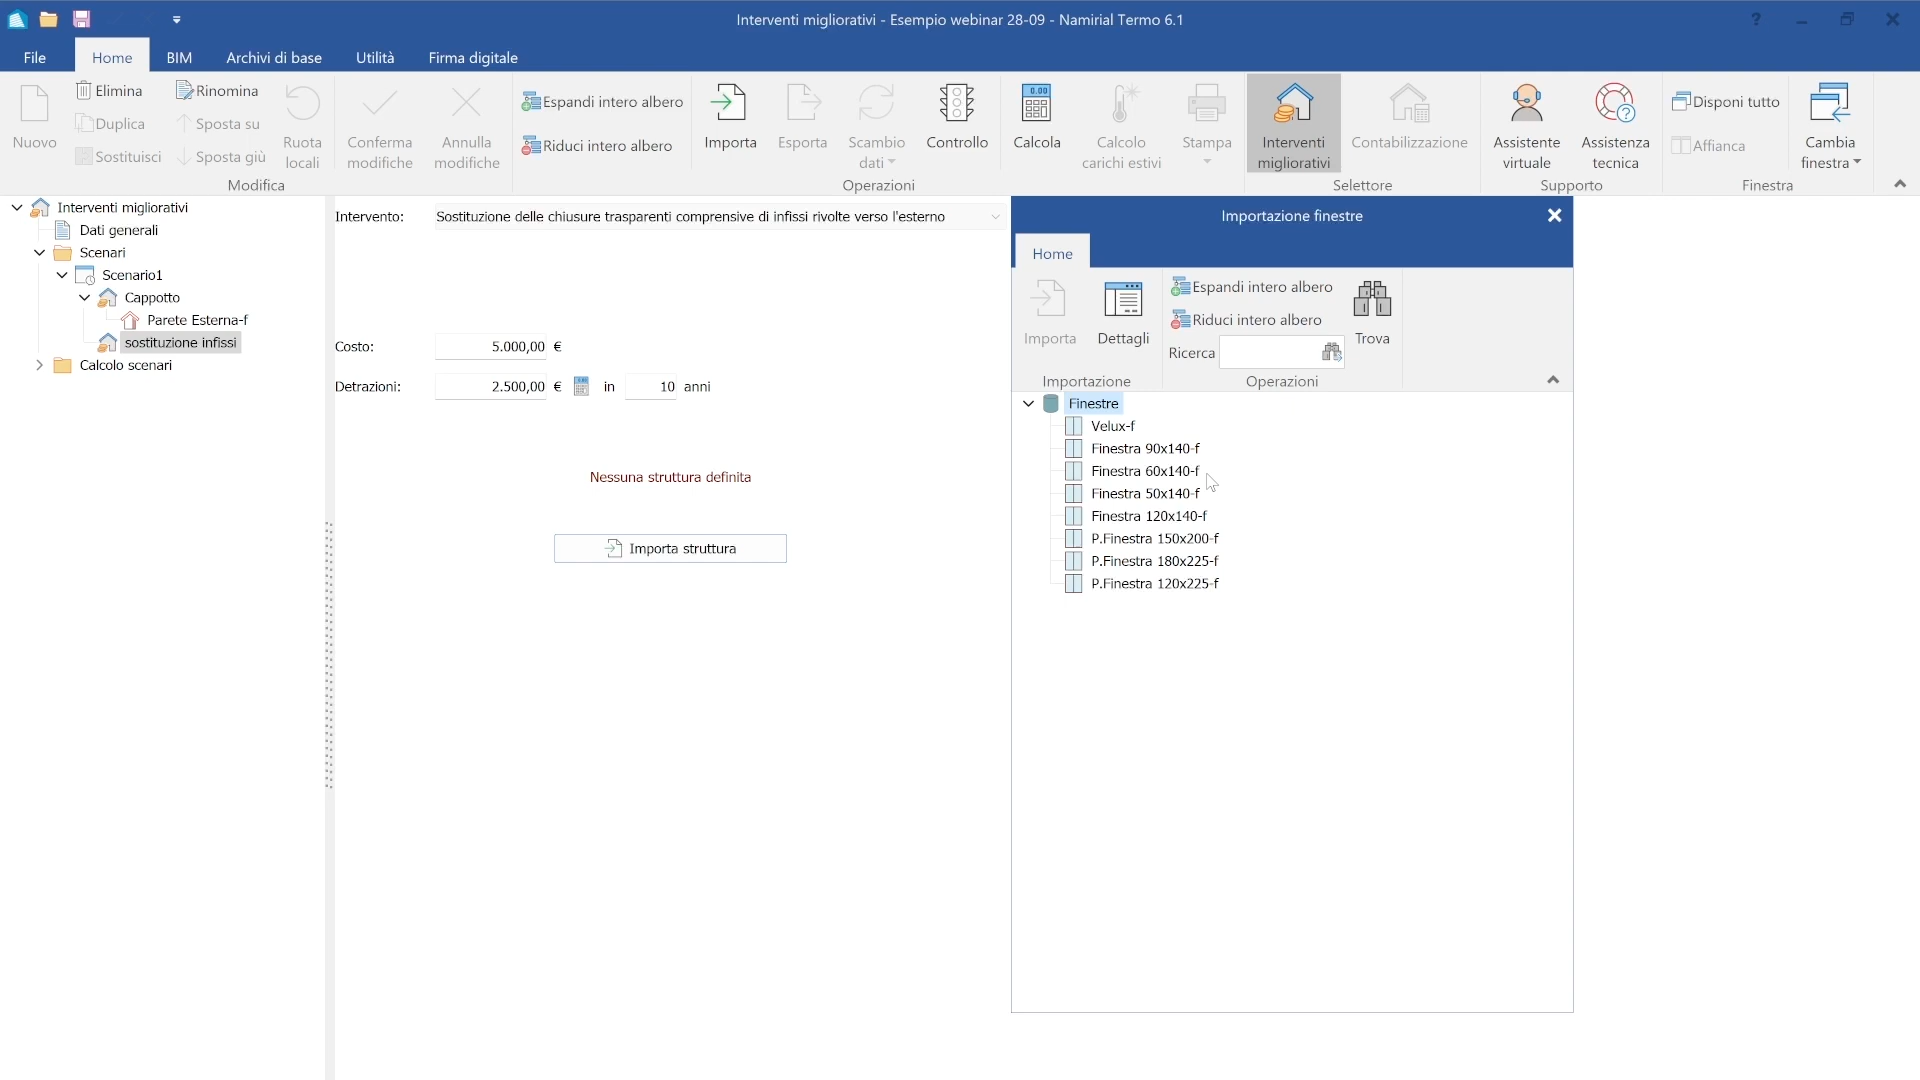 Interventi migliorativi - Esempio webinar 28-09 - Namirial Termo 6.1
?
File
Home
BIM
Archivi di base
Utilità
Firma digitale
Nuovo
Elimina
Duplica
Sostituisci
Rinomina
Sposta su
Sposta giù
Ruota
locali
Modifica
Conferma
modifiche
Annulla
modifiche
Espandi intero albero
Riduci intero albero
Importa
Esporta
Scambio
dati
Controllo
Operazioni
0.00
Calcola
Calcolo
carichi estivi
Stampa
Interventi
migliorativi
Contabilizzazione
Selettore
Assistente
virtuale
Assistenza
tecnica
Supporto
Disponi tutto
Affianca
Cambia
finestra
Finestra
Interventi migliorativi
Dati generali
Scenari
Scenario1
Cappotto
Parete Esterna-f
sostituzione infissi
Calcolo scenari
Intervento: Sostituzione delle chiusure trasparenti comprensive di infissi rivolte verso l'esterno
Costo: 5.000,00 €
Detrazioni: 2.500,00 € in 10 anni
Nessuna struttura definita
Importa struttura
Importazione finestre
Home
Importa
Dettagli
Importazione
Espandi intero albero
Riduci intero albero
Ricerca
Trova
Operazioni
Finestre
Velux-f
Finestra 90x140-f
Finestra 60x140-f
Finestra 50x140-f
Finestra 120x140-f
P.Finestra 150x200-f
P.Finestra 180x225-f
P.Finestra 120x225-f